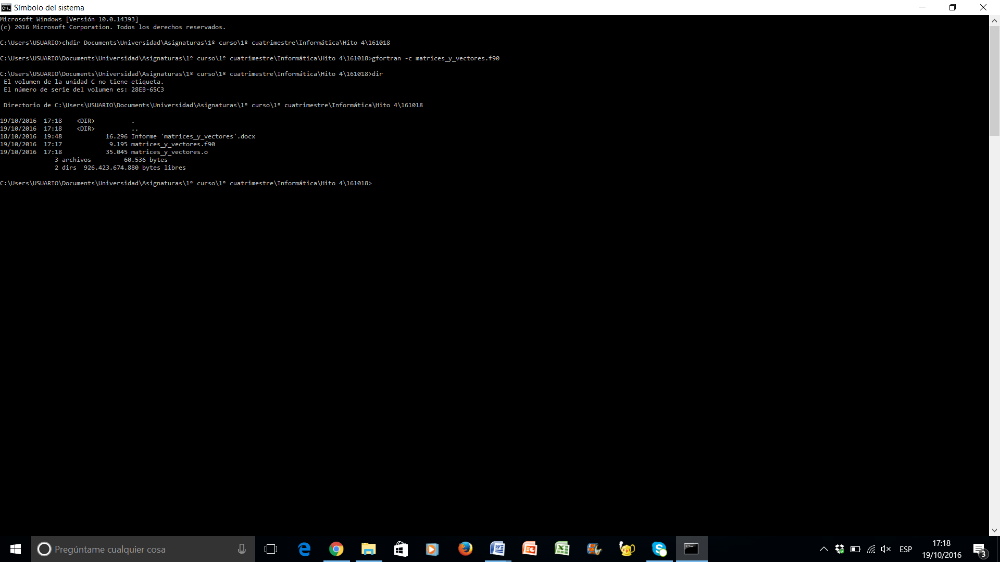 Símbolo del sistema
Microsoft Windows [Versión 10.0.14393]
(c) 2016 Microsoft Corporation. Todos los derechos reservados.
C:\Users\USUARIO>chdir Documents\Universidad\Asignaturas\1º curso\1º cuatrimestre\Informática\Hito 4\161018
C:\Users\USUARIO\Documents\Universidad\Asignaturas\1º curso\1º cuatrimestre\Informática\Hito 4\161018>gfortran -c matrices_y_vectores.f90
C:\Users\USUARIO\Documents\Universidad\Asignaturas\1º curso\1º cuatrimestre\Informática\Hito 4\161018>dir
El volumen de la unidad C no tiene etiqueta.
El número de serie del volumen es: 28EB-65C3
Directorio de C:\Users\USUARIO\Documents\Universidad\Asignaturas\1º curso\1º cuatrimestre\Informática\Hito 4\161018
19/10/2016  17:18    <DIR>          .
19/10/2016  17:18    <DIR>          ..
18/10/2016  19:48            16.296 Informe 'matrices_y_vectores'.docx
19/10/2016  17:17             9.195 matrices_y_vectores.f90
19/10/2016  17:18            35.045 matrices_y_vectores.o
3 archivos         60.536 bytes
2 dirs  926.423.674.880 bytes libres
C:\Users\USUARIO\Documents\Universidad\Asignaturas\1º curso\1º cuatrimestre\Informática\Hito 4\161018>
Pregúntame cualquier cosa
ESP
17:18
19/10/2016
3